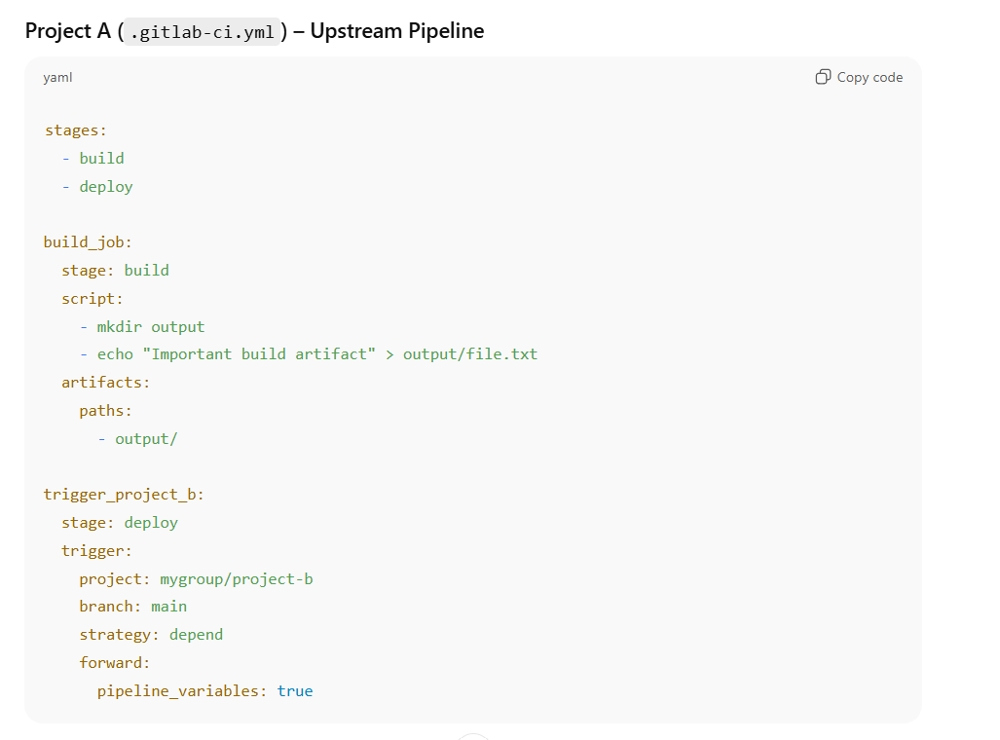 Project A (.gitlab-ci.yml) – Upstream Pipeline
yaml
Copy code
stages:
  - build
  - deploy
build_job:
  stage: build
  script:
    - mkdir output
    - echo "Important build artifact" > output/file.txt
  artifacts:
    paths:
      - output/
trigger_project_b:
  stage: deploy
  trigger:
    project: mygroup/project-b
    branch: main
    strategy: depend
    forward:
      pipeline_variables: true